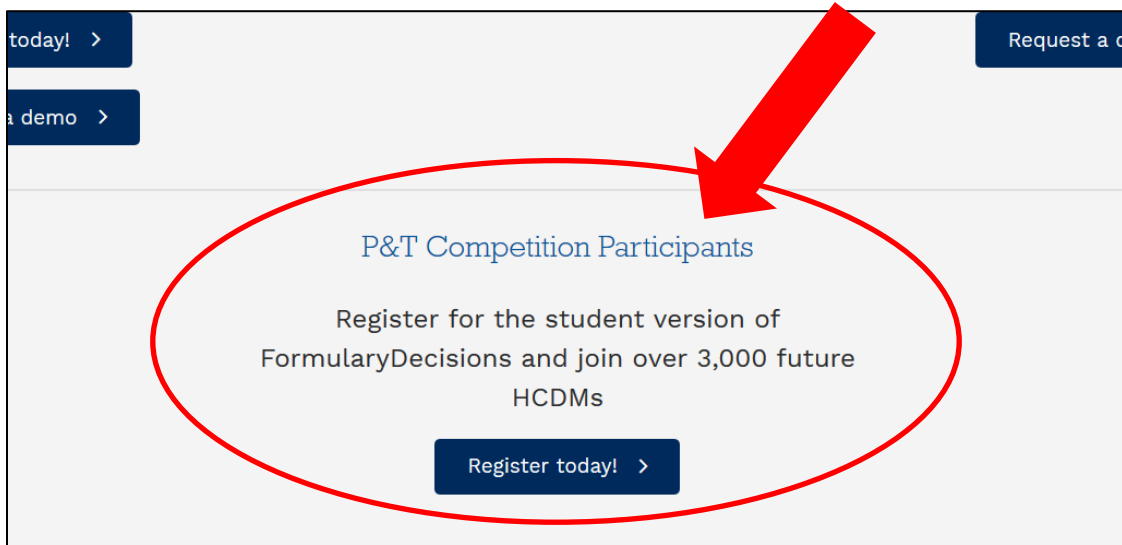 today! >
Request a
a demo >
P&T Competition Participants
Register for the student version of
FormularyDecisions and join over 3,000 future
HCDMs
Register today! >